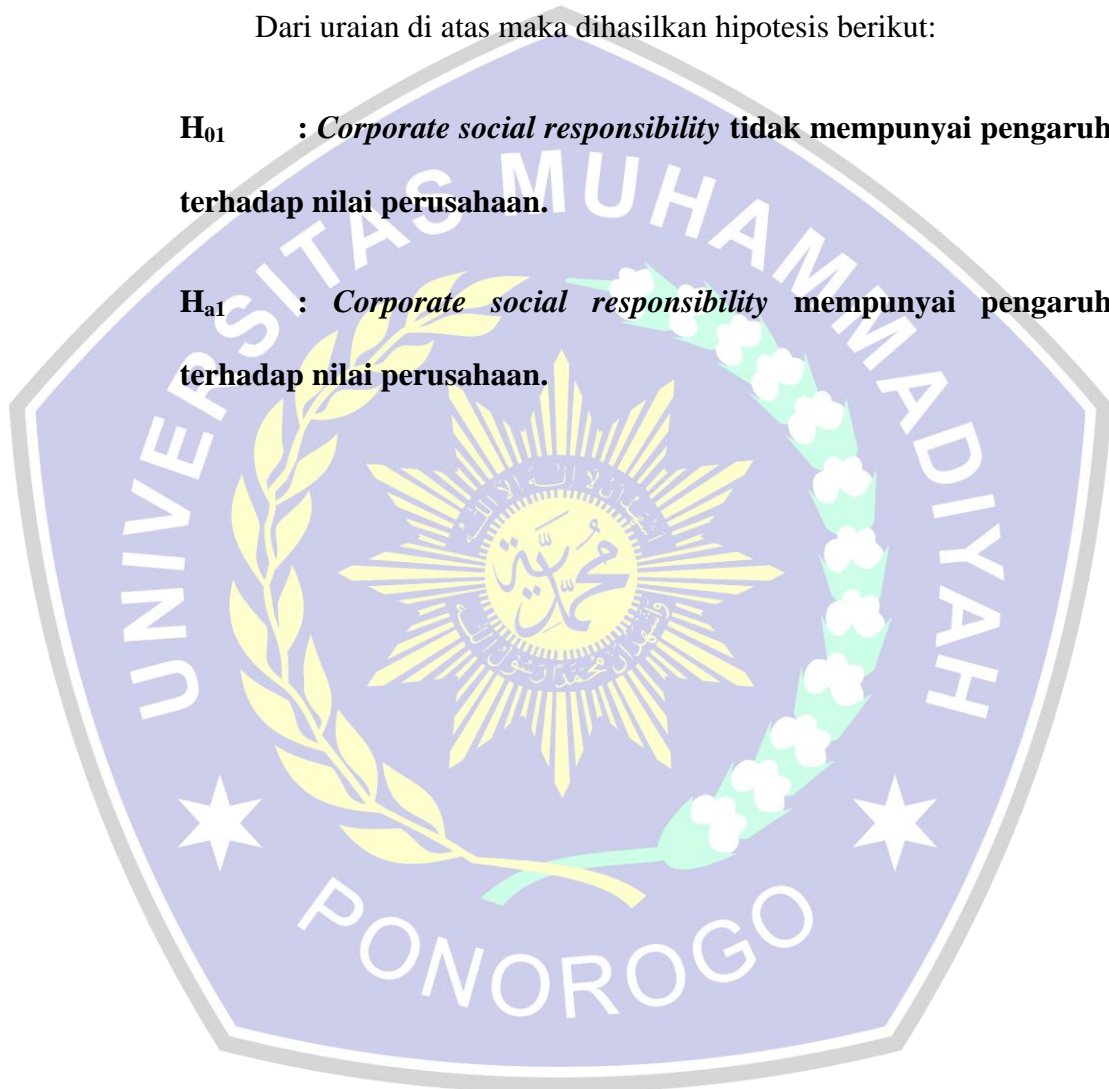 Dari uraian di atas maka dihasilkan hipotesis berikut:
H01 : Corporate social responsibility tidak mempunyai pengaruh
terhadap nilai perusahaan.
Ha1 : Corporate social responsibility mempunyai pengaruh
terhadap nilai perusahaan.
UNIVERSITAS MUHAMMADIYAH
محمدية
PONOROGO